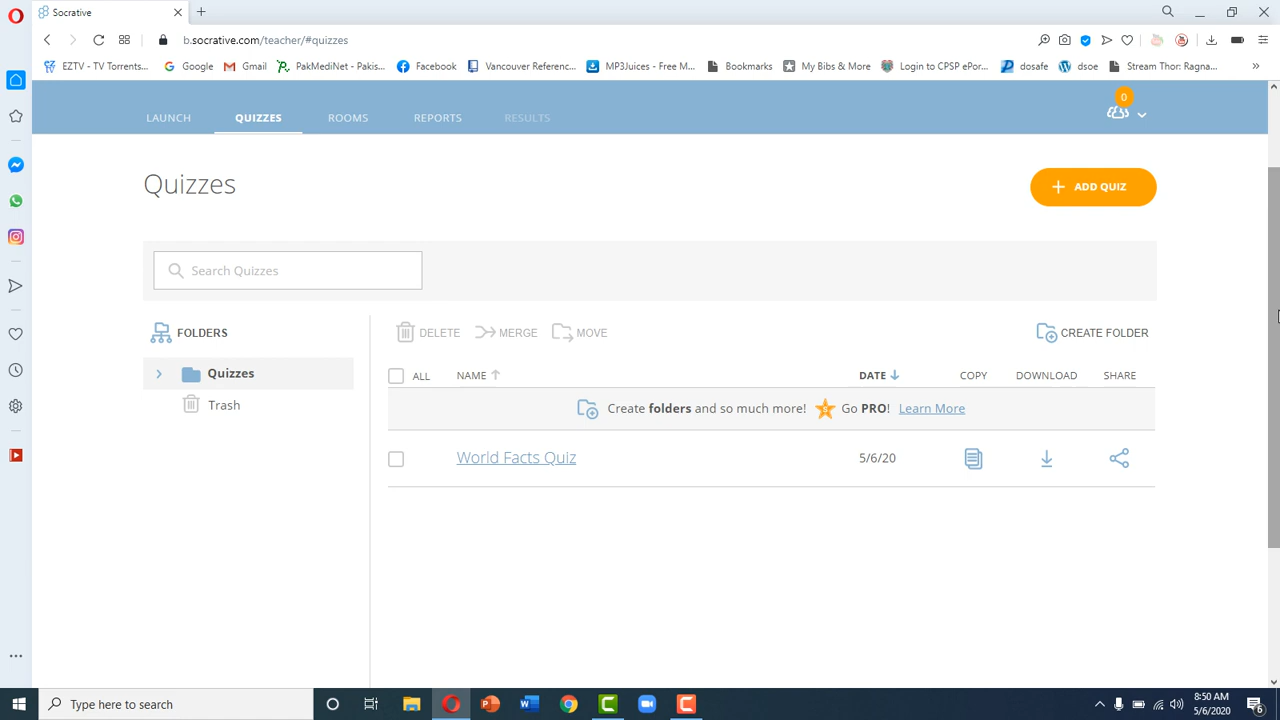 Socrative
b.socrative.com/teacher/#quizzes
EZTV - TV Torrents... Google Gmail PakMediNet - Pakis... Facebook Vancouver Referenc... MP3Juices - Free M... Bookmarks My Bibs & More Login to CPSP ePor... dosafe dsoe Stream Thor: Ragna... »
LAUNCH QUIZZES ROOMS REPORTS RESULTS 0
Quizzes
+ ADD QUIZ
Search Quizzes
FOLDERS DELETE MERGE MOVE CREATE FOLDER
ALL NAME DATE COPY DOWNLOAD SHARE
Quizzes
Trash
Create folders and so much more! Go PRO! Learn More
World Facts Quiz 5/6/20
Type here to search
8:50 AM
5/6/2020
6